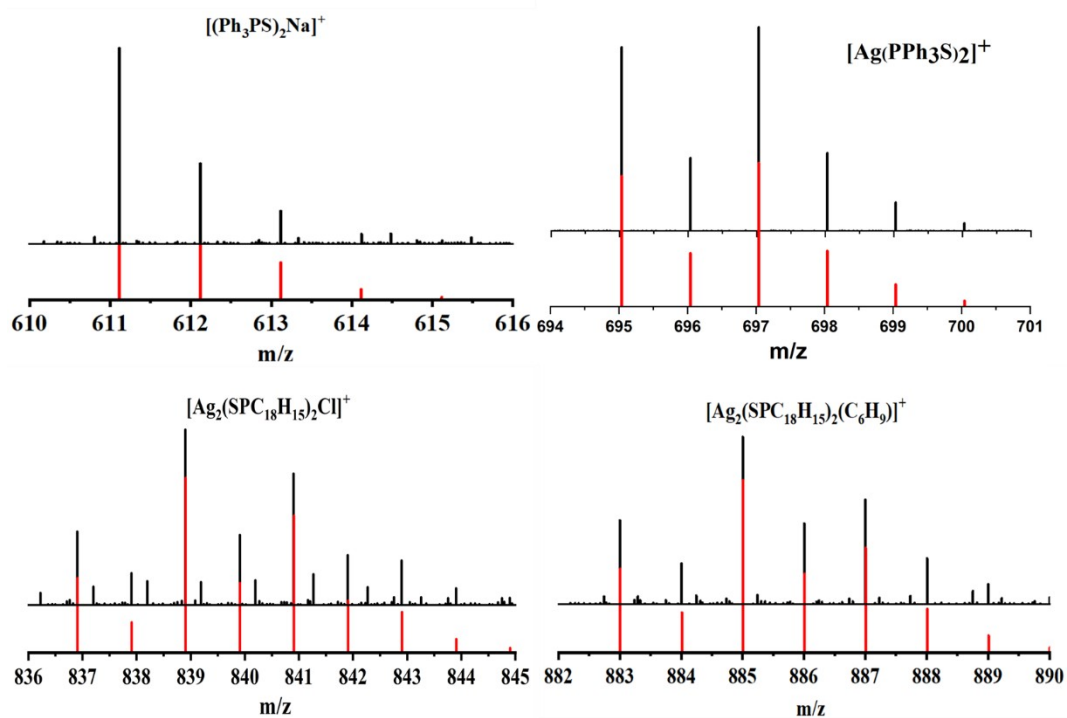 [(Ph₃PS)₂Na]⁺
610 611 612 613 614 615 616
m/z
[Ag(PPh3S)2]⁺
694 695 696 697 698 699 700 701
m/z
[Ag₂(SPC₁₈H₁₅)₂Cl]⁺
836 837 838 839 840 841 842 843 844 845
m/z
[Ag₂(SPC₁₈H₁₅)₂(C₆H₉)]⁺
882 883 884 885 886 887 888 889 890
m/z